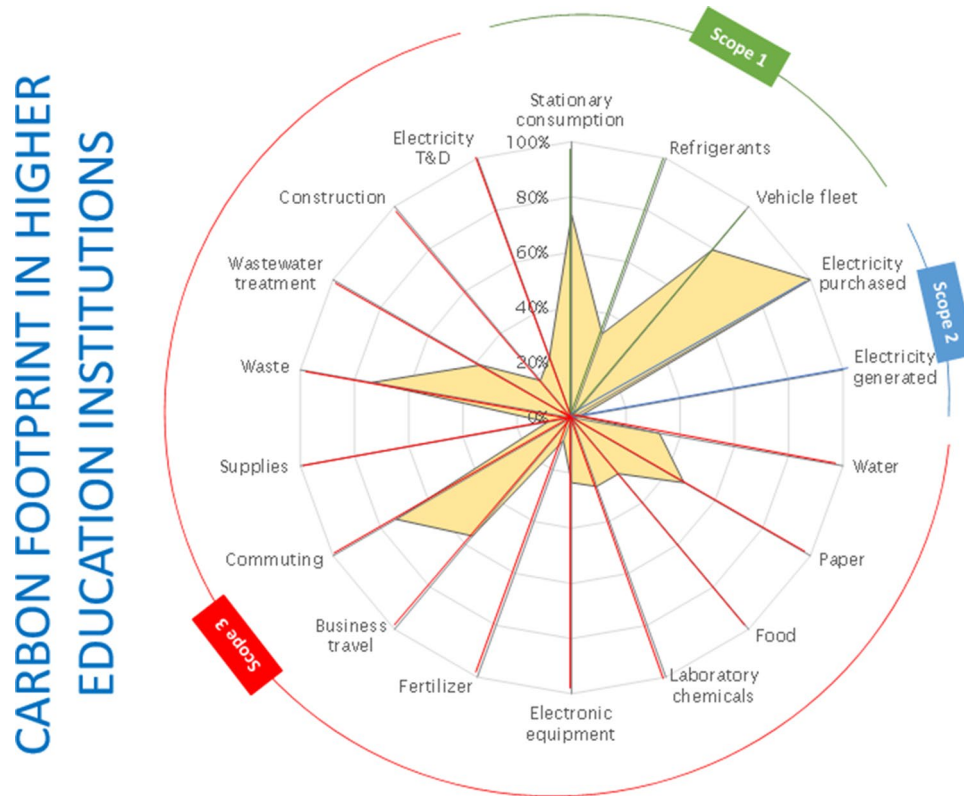 CARBON FOOTPRINT IN HIGHER
EDUCATION INSTITUTIONS
Scope 1
Scope 2
Scope 3
Stationary
consumption
Refrigerants
Vehicle fleet
Electricity
purchased
Electricity
generated
Water
Paper
Food
Laboratory
chemicals
Electronic
equipment
Fertilizer
Business
travel
Commuting
Supplies
Waste
Wastewater
treatment
Construction
Electricity
T&D
100%
80%
60%
40%
20%
0%